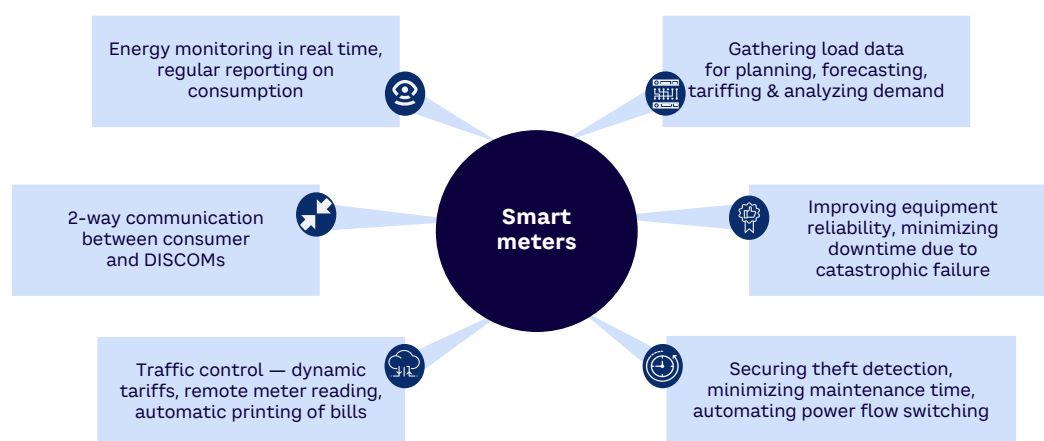 Energy monitoring in real time,
regular reporting on
consumption
Gathering load data
for planning, forecasting,
tariffing & analyzing demand
2-way communication
between consumer
and DISCOMs
Smart
meters
Improving equipment
reliability, minimizing
downtime due to
catastrophic failure
Traffic control — dynamic
tariffs, remote meter reading,
automatic printing of bills
Securing theft detection,
minimizing maintenance time,
automating power flow switching